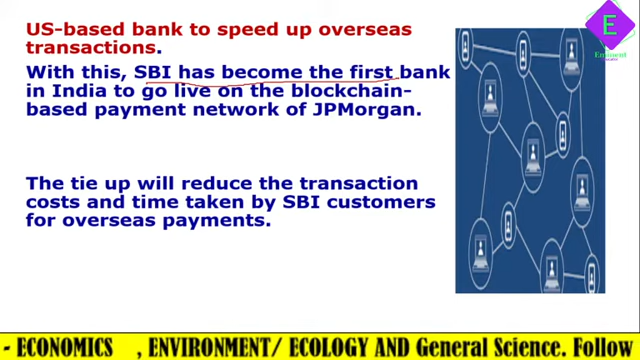 US-based bank to speed up overseas
transactions.
With this, SBI has become the first bank
in India to go live on the blockchain-
based payment network of JPMorgan.
The tie up will reduce the transaction
costs and time taken by SBI customers
for overseas payments.
E
Eminent
- ECONOMICS , ENVIRONMENT/ ECOLOGY AND General Science. Follow